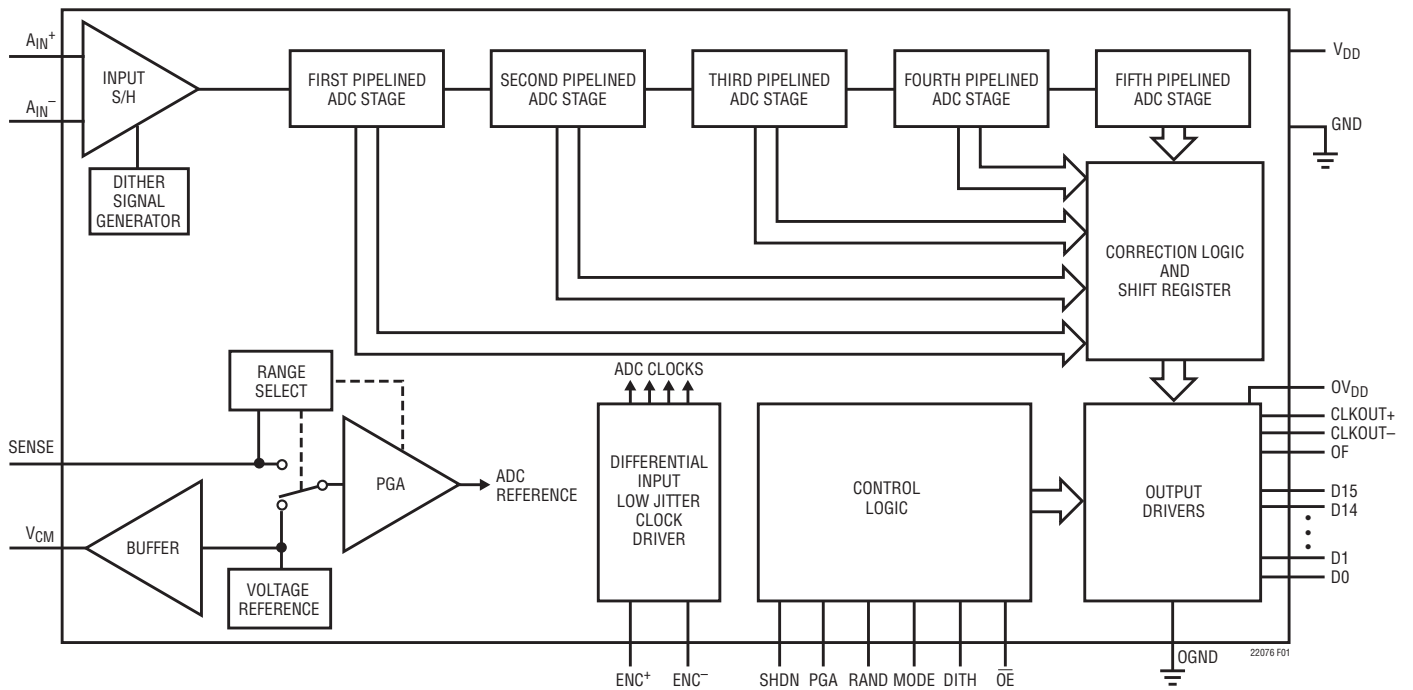 AIN+
AIN–
INPUT
S/H
DITHER
SIGNAL
GENERATOR
FIRST PIPELINED
ADC STAGE
SECOND PIPELINED
ADC STAGE
THIRD PIPELINED
ADC STAGE
FOURTH PIPELINED
ADC STAGE
FIFTH PIPELINED
ADC STAGE
VDD
GND
CORRECTION LOGIC
AND
SHIFT REGISTER
RANGE
SELECT
SENSE
VCM
BUFFER
VOLTAGE
REFERENCE
PGA
ADC
REFERENCE
ADC CLOCKS
DIFFERENTIAL
INPUT
LOW JITTER
CLOCK
DRIVER
ENC+
ENC–
CONTROL
LOGIC
SHDN
PGA
RAND
MODE
DITH
O̅E̅
OUTPUT
DRIVERS
OVDD
CLKOUT+
CLKOUT–
OF
D15
D14
D1
D0
OGND
22076 F01